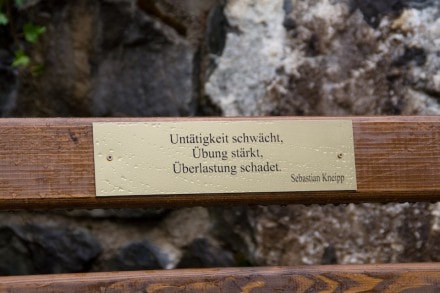 Untätigkeit schwächt,
Übung stärkt,
Überlastung schadet.
Sebastian Kneipp